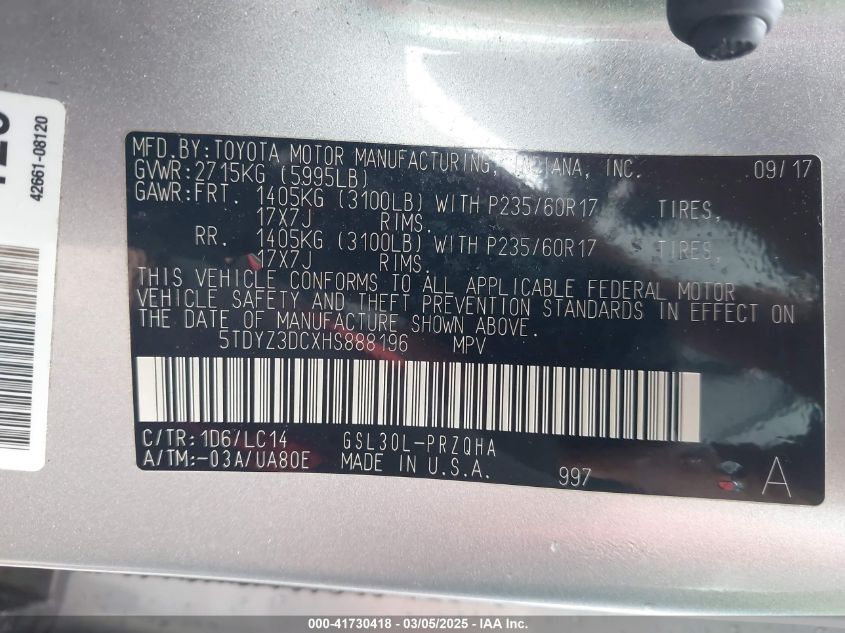 42661-08120
MFD.BY:TOYOTA MOTOR MANUFACTURING, INDIANA, INC. 09/17
GVWR:2715KG (5995LB)
GAWR:FRT. 1405KG (3100LB) WITH P235/60R17 TIRES,
17X7J RIMS.
RR. 1405KG (3100LB) WITH P235/60R17 TIRES,
17X7J RIMS.
THIS VEHICLE CONFORMS TO ALL APPLICABLE FEDERAL MOTOR
VEHICLE SAFETY AND THEFT PREVENTION STANDARDS IN EFFECT ON
THE DATE OF MANUFACTURE SHOWN ABOVE.
5TDYZ3DCXHS888196 MPV
C/TR:1D6/LC14 GSL30L-PRZQHA
A/TM:-03A/UA80E MADE IN U.S.A. 997 A
000-41730418 - 03/05/2025 - IAA Inc.